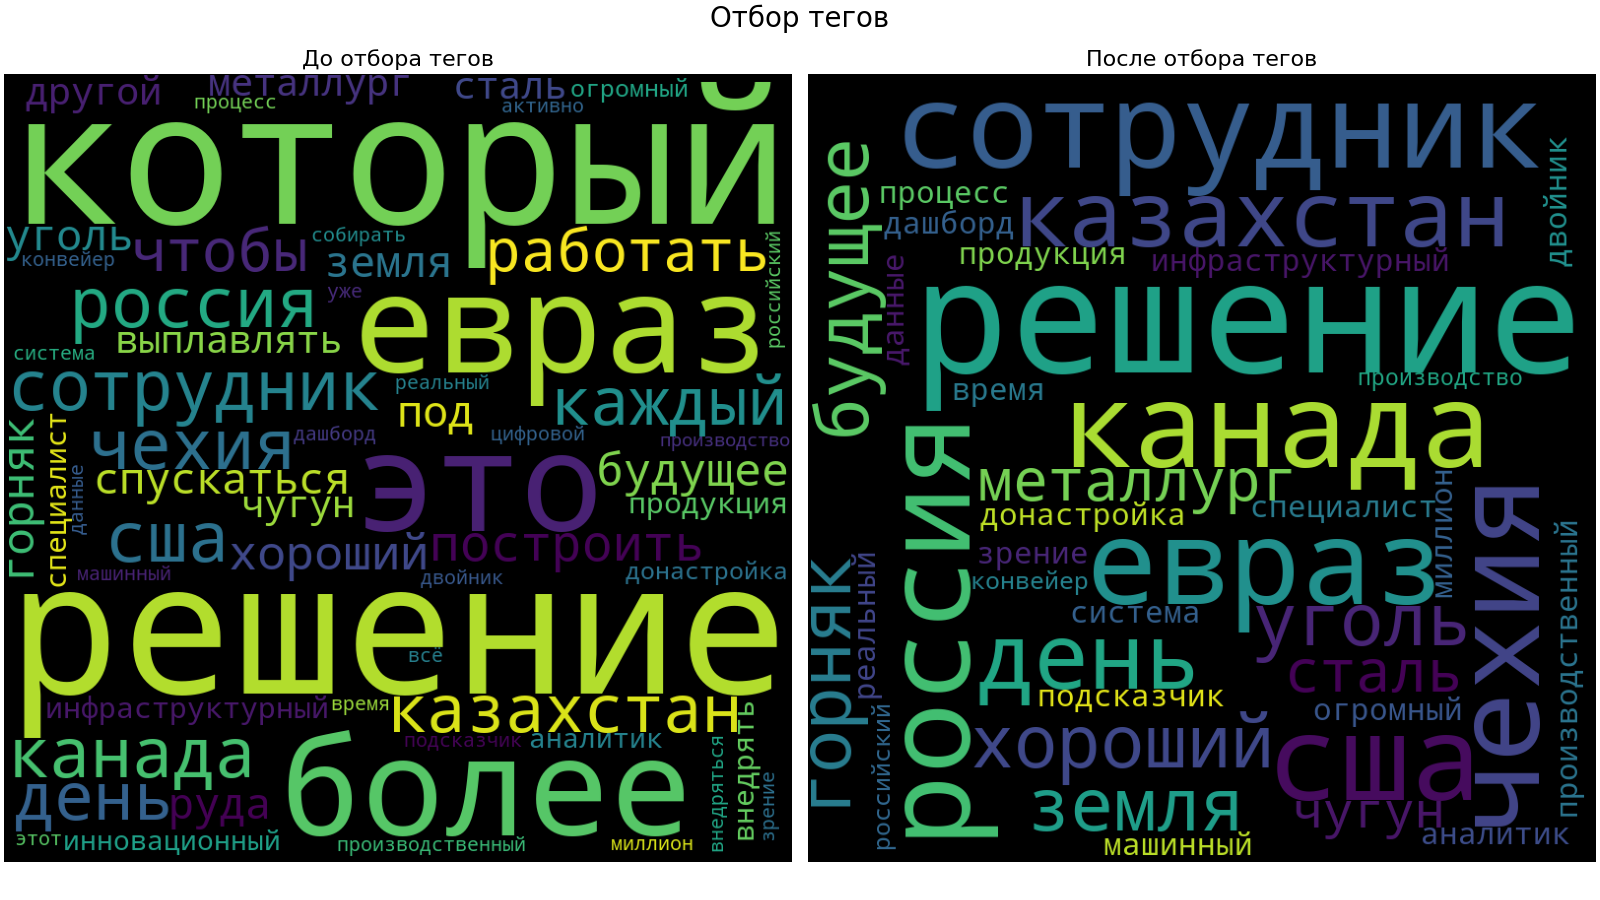 Отбор тегов
До отбора тегов
другой
металлург
процесс
сталь
огромный
активно
который
уголь
конвейер
чтобы
собирать
земля
работать
российский
россия
уже
евраз
выплавлять
система
сотрудник
реальный
каждый
под
горняк
специалист
чехия
дашборд
цифровой
производство
данные
спускаться
это
будущее
чугун
продукция
сша
хороший
построить
машинный
двойник
донастройка
решение
всё
инфраструктурный
время
казахстан
канада
подсказчик
аналитик
внедряться
внедрять
зрение
день
руда
более
этот
инновационный
производственный
миллион
После отбора тегов
сотрудник
двойник
будущее
процесс
дашборд
казахстан
продукция
инфраструктурный
данные
решение
время
производство
канада
россия
металлург
донастройка
специалист
миллион
чехия
зрение
евраз
конвейер
горняк
реальный
система
уголь
производственный
день
сталь
подсказчик
огромный
российский
хороший
сша
земля
чугун
машинный
аналитик